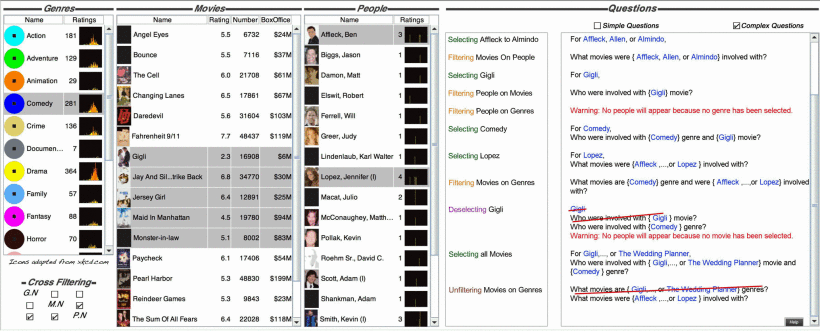 Genres
Movies
People
Questions
Name Ratings
Name Rating Number BoxOffice
Name Ratings
Simple Questions
Complex Questions
Action 181
Adventure 129
Animation 29
Comedy 281
Crime 136
Documen... 7
Drama 364
Family 57
Fantasy 88
Horror 70
Icons adapted from xkcd.com
Cross Filtering
G.N
M.N
P.N
Angel Eyes 5.5 6732 $24M
Bounce 5.5 7116 $37M
The Cell 6.0 21708 $61M
Changing Lanes 6.5 17861 $67M
Daredevil 5.6 31604 $103M
Fahrenheit 9/11 7.7 48437 $119M
Gigli 2.3 16908 $6M
Jay And Sil...trike Back 6.8 34770 $30M
Jersey Girl 6.4 12891 $25M
Maid In Manhattan 4.5 19780 $94M
Monster-in-law 5.1 8002 $83M
Paycheck 6.1 17406 $54M
Pearl Harbor 5.3 48830 $199M
Reindeer Games 5.3 9843 $23M
The Sum Of All Fears 6.4 22028 $118M
Affleck, Ben 3
Biggs, Jason 1
Damon, Matt 1
Elswit, Robert 1
Ferrell, Will 1
Greer, Judy 1
Lindenlaub, Karl Walter 1
Lopez, Jennifer (I) 4
Macat, Julio 2
McConaughey, Matth... 1
Pollak, Kevin 1
Roehm Sr., David C. 1
Scott, Adam (I) 1
Shankman, Adam 1
Smith, Kevin (I) 3
Selecting Affleck to Almindo
Filtering Movies On People
Selecting Gigli
Filtering People on Movies
Filtering People on Genres
Selecting Comedy
Selecting Lopez
Filtering Movies on Genres
Deselecting Gigli
Selecting all Movies
Unfiltering Movies on Genres
For Affleck, Allen, or Almindo,
What movies were { Affleck, Allen, or Almindo} involved with?
For Gigli,
Who were involved with {Gigli} movie?
Warning: No people will appear because no genre has been selected.
For Comedy,
Who were involved with {Comedy} genre and {Gigli} movie?
For Lopez,
What movies were {Affleck ,...,or Lopez } involved with?
What movies are {Comedy} genre and were { Affleck ,...,or Lopez} involved
with?
Gigli
Who were involved with { Gigli } movie?
Who were involved with {Comedy } genre?
Warning: No people will appear because no movie has been selected.
For Gigli,..., or The Wedding Planner,
Who were involved with { Gigli,..., or The Wedding Planner} movie and
{Comedy } genre?
What movies are { Gigli,..., or The Wedding Planner} genres?
What movies were {Affleck ,...,or Lopez } involved with?
Help